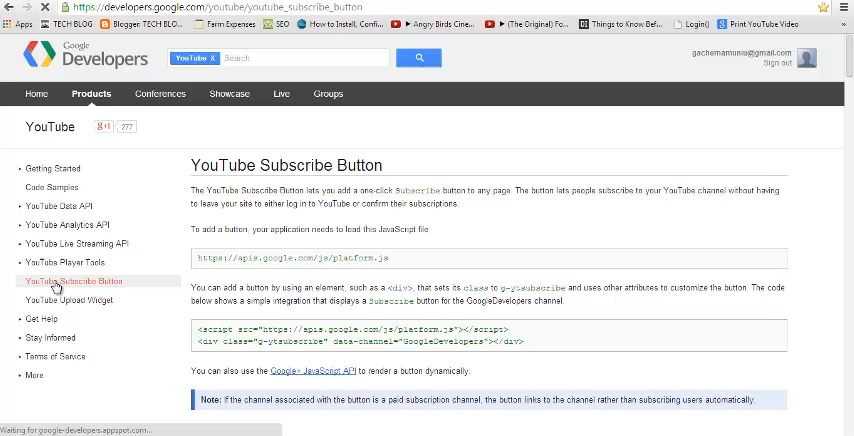 https://developers.google.com/youtube/youtube_subscribe_button
Apps TECH BLOG Blogger: TECH BLO... Farm Expenses SEO How to Install, Confi... Angry Birds Cine... (The Original) Fo... Things to Know Bef... Login() Print YouTube Video
Google
Developers
YouTube X Search
gachemamuniu@gmail.com
Sign out
Home Products Conferences Showcase Live Groups
YouTube g+1 277
Getting Started
Code Samples
YouTube Data API
YouTube Analytics API
YouTube Live Streaming API
YouTube Player Tools
YouTube Subscribe Button
YouTube Upload Widget
Get Help
Stay Informed
Terms of Service
More
YouTube Subscribe Button
The YouTube Subscribe Button lets you add a one-click Subscribe button to any page. The button lets people subscribe to your YouTube channel without having
to leave your site to either log in to YouTube or confirm their subscriptions.
To add a button, your application needs to load this JavaScript file:
https://apis.google.com/js/platform.js
You can add a button by using an element, such as a <div>, that sets its class to g-ytsubscribe and uses other attributes to customize the button. The code
below shows a simple integration that displays a Subscribe button for the GoogleDevelopers channel.
<script src="https://apis.google.com/js/platform.js"></script>
<div class="g-ytsubscribe" data-channel="GoogleDevelopers"></div>
You can also use the Google+ JavaScript API to render a button dynamically.
Note: If the channel associated with the button is a paid subscription channel, the button links to the channel rather than subscribing users automatically.
Waiting for google-developers.appspot.com...